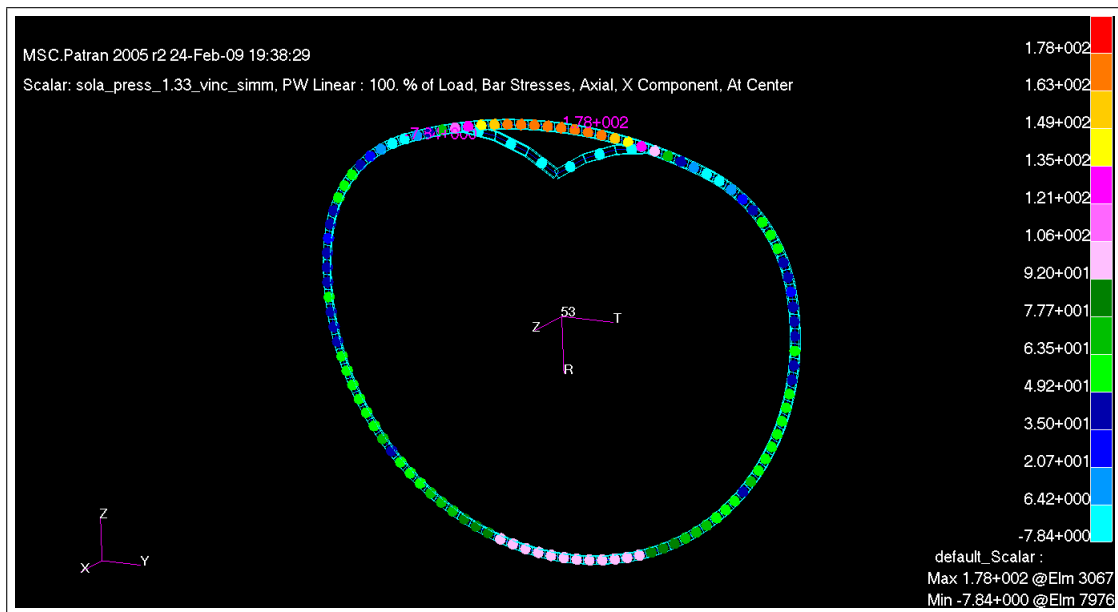 MSC.Patran 2005 r2 24-Feb-09 19:38:29
Scalar: sola_press_1.33_vinc_simm, PW Linear : 100. % of Load, Bar Stresses, Axial, X Component, At Center
1.78+002
1.63+002
1.49+002
1.35+002
1.21+002
1.06+002
9.20+001
7.77+001
6.35+001
4.92+001
3.50+001
2.07+001
6.42+000
-7.84+000
default_Scalar :
Max 1.78+002 @Elm 3067
Min -7.84+000 @Elm 7976
-7.84+000
1.78+002
53
Z
T
R
Z
Y
X